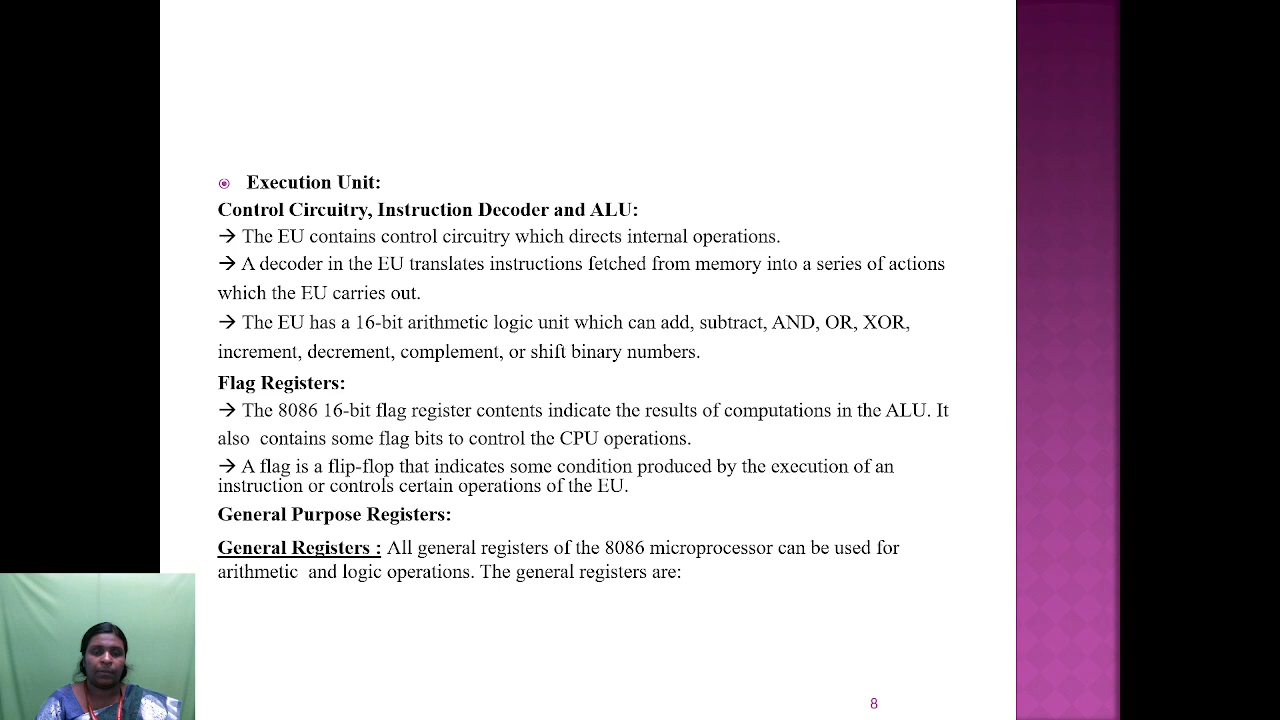 Execution Unit:
Control Circuitry, Instruction Decoder and ALU:
→ The EU contains control circuitry which directs internal operations.
→ A decoder in the EU translates instructions fetched from memory into a series of actions
which the EU carries out.
→ The EU has a 16-bit arithmetic logic unit which can add, subtract, AND, OR, XOR,
increment, decrement, complement, or shift binary numbers.
Flag Registers:
→ The 8086 16-bit flag register contents indicate the results of computations in the ALU. It
also contains some flag bits to control the CPU operations.
→ A flag is a flip-flop that indicates some condition produced by the execution of an
instruction or controls certain operations of the EU.
General Purpose Registers:
General Registers : All general registers of the 8086 microprocessor can be used for
arithmetic and logic operations. The general registers are:
8